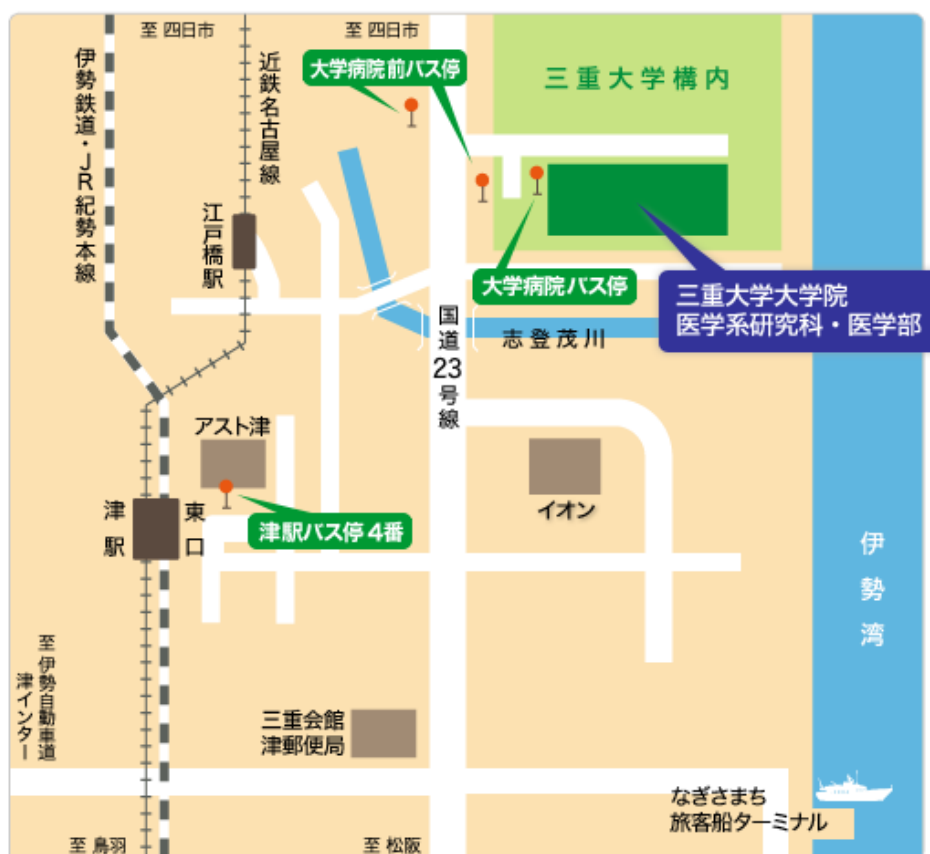 至 四日市
至 四日市
伊勢鉄道・JR紀勢本線
近鉄名古屋線
大学病院前バス停
三重大学構内
江戸橋駅
大学病院バス停
三重大学大学院
医学系研究科・医学部
国道23号線
志登茂川
アスト津
津駅
東口
津駅バス停4番
イオン
伊勢湾
至 伊勢自動車道
津インター
三重会館
津郵便局
なぎさまち
旅客船ターミナル
至 鳥羽
至 松阪